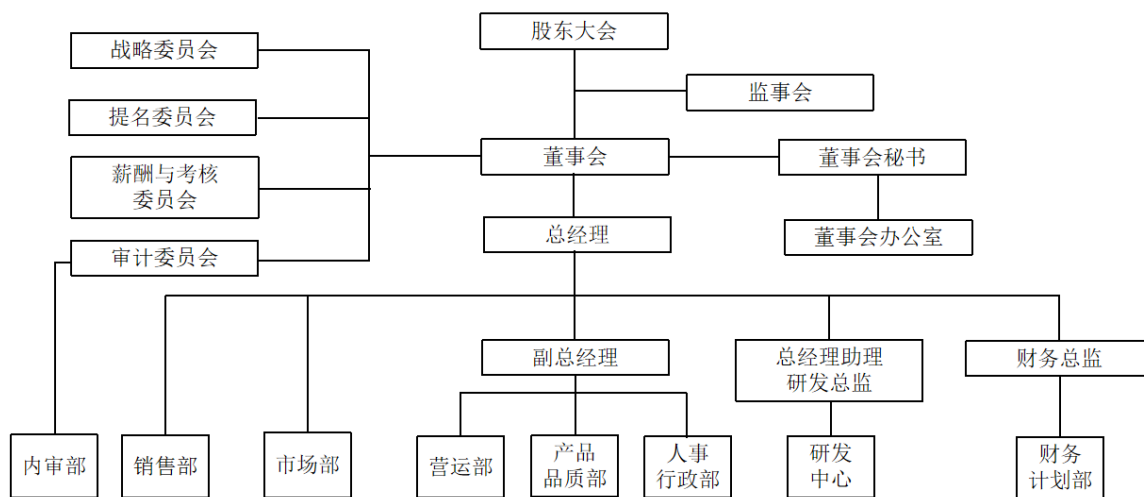 股东大会
战略委员会
监事会
提名委员会
董事会
董事会秘书
薪酬与考核
委员会
总经理
董事会办公室
审计委员会
副总经理
总经理助理
研发总监
财务总监
内审部
销售部
市场部
营运部
产品
品质部
人事
行政部
研发
中心
财务
计划部